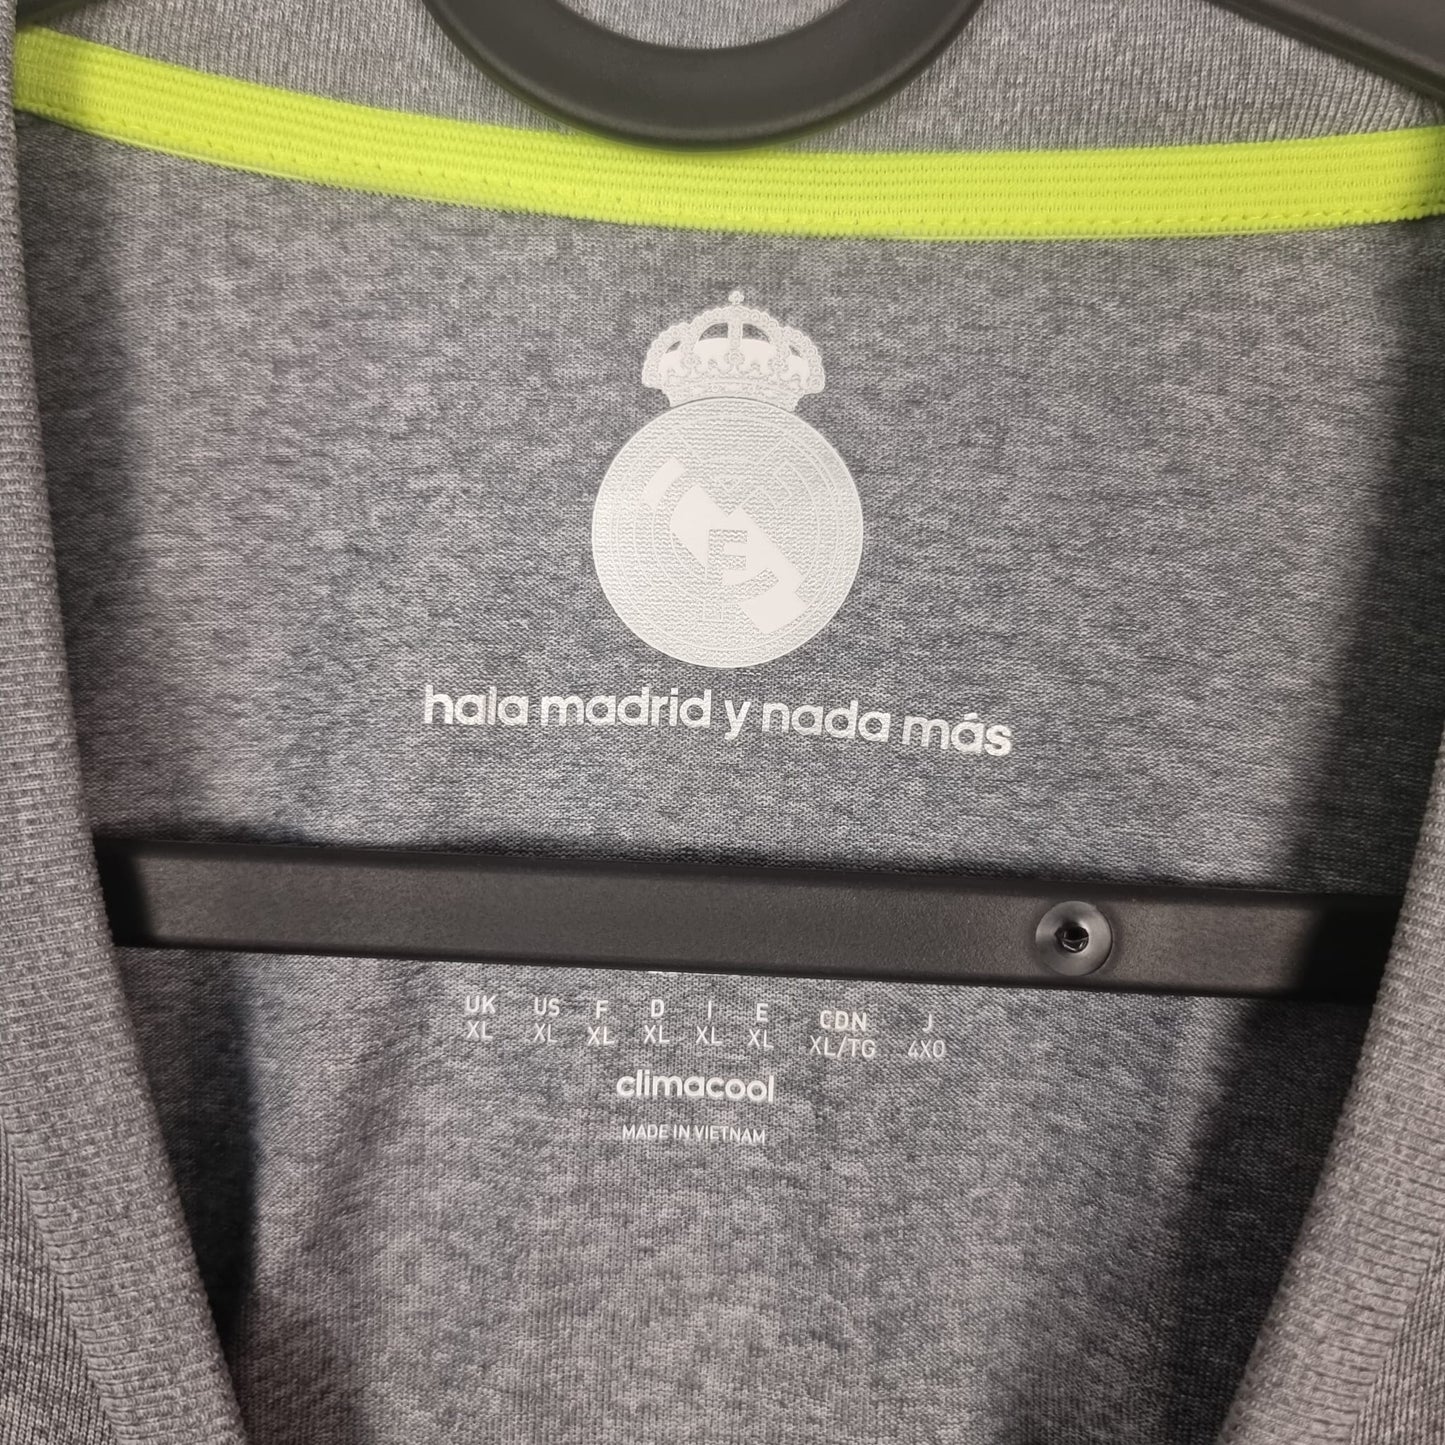 hala madrid y nada más
UK US F D I E CDN J
XL XL XL XL XL XL XL/TG 4XO
climacool
MADE IN VIETNAM